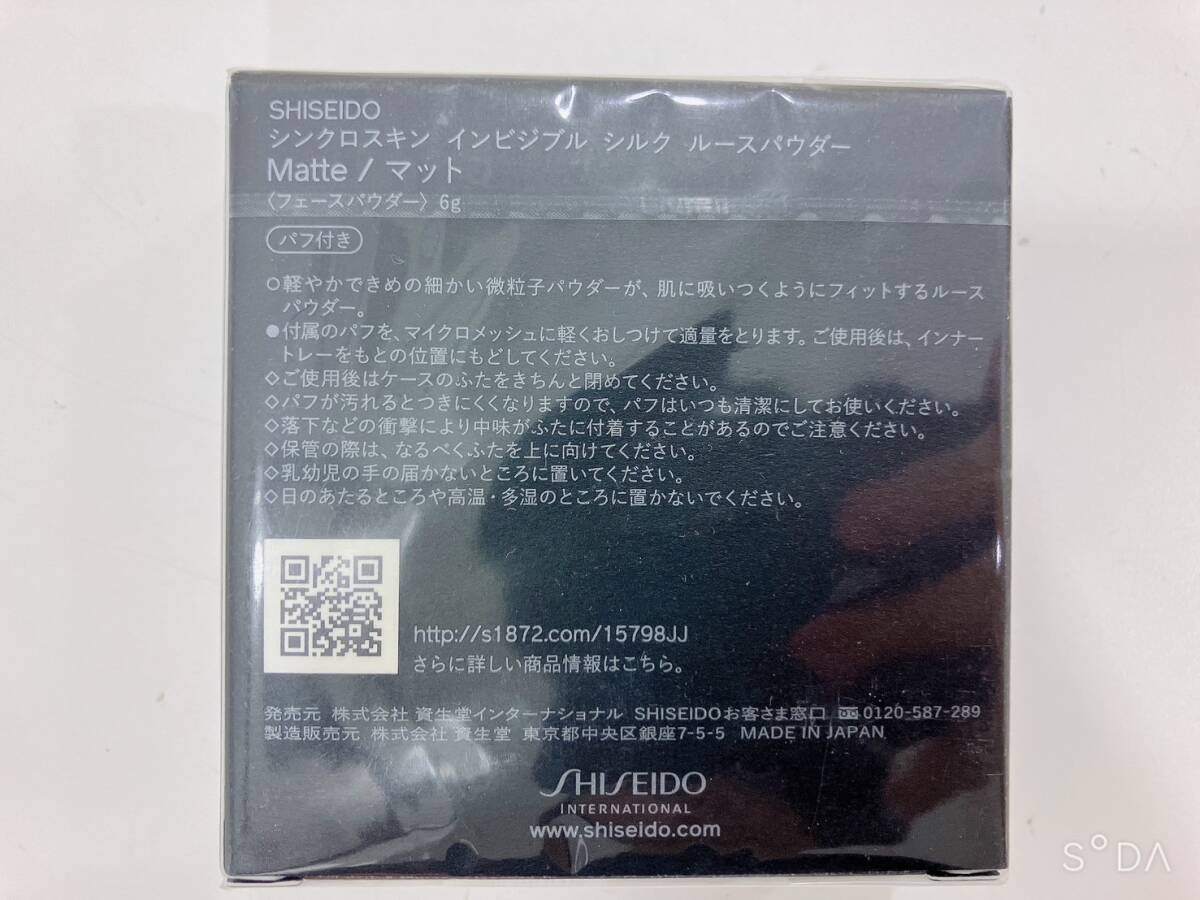 SHISEIDO
シンクロスキン インビジブル シルク ルースパウダー
Matte / マット
〈フェースパウダー〉 6g
パフ付き
○軽やかできめの細かい微粒子パウダーが、肌に吸いつくようにフィットするルース
パウダー。
●付属のパフを、マイクロメッシュに軽くおしつけて適量をとります。ご使用後は、インナー
トレーをもとの位置にもどしてください。
◇ご使用後はケースのふたをきちんと閉めてください。
◇パフが汚れるとつきにくくなりますので、パフはいつも清潔にしてお使いください。
◇落下などの衝撃により中味がふたに付着することがあるのでご注意ください。
◇保管の際は、なるべくふたを上に向けてください。
◇乳幼児の手の届かないところに置いてください。
◇日のあたるところや高温・多湿のところに置かないでください。
http://s1872.com/15798JJ
さらに詳しい商品情報はこちら。
発売元 株式会社 資生堂インターナショナル SHISEIDOお客さま窓口 0120-587-289
製造販売元 株式会社 資生堂 東京都中央区銀座7-5-5 MADE IN JAPAN
SHISEIDO
INTERNATIONAL
www.shiseido.com
SODA